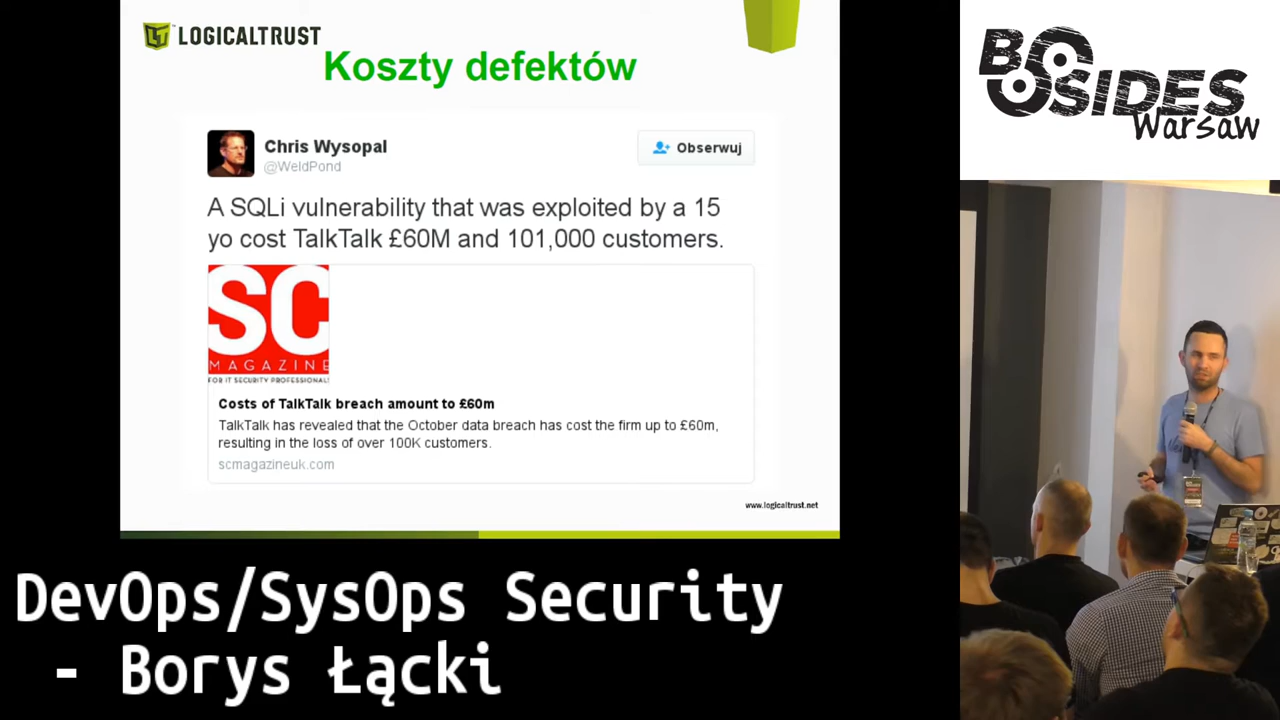 LOGICALTRUST
Koszty defektów
Chris Wysopal
@WeldPond
Obserwuj
A SQLi vulnerability that was exploited by a 15
yo cost TalkTalk £60M and 101,000 customers.
SC
MAGAZINE
FOR IT SECURITY PROFESSIONALS
Costs of TalkTalk breach amount to £60m
TalkTalk has revealed that the October data breach has cost the firm up to £60m,
resulting in the loss of over 100K customers.
scmagazineuk.com
www.logicaltrust.net
BSIDES
Warsaw
DevOps/SysOps Security
- Borys Łącki